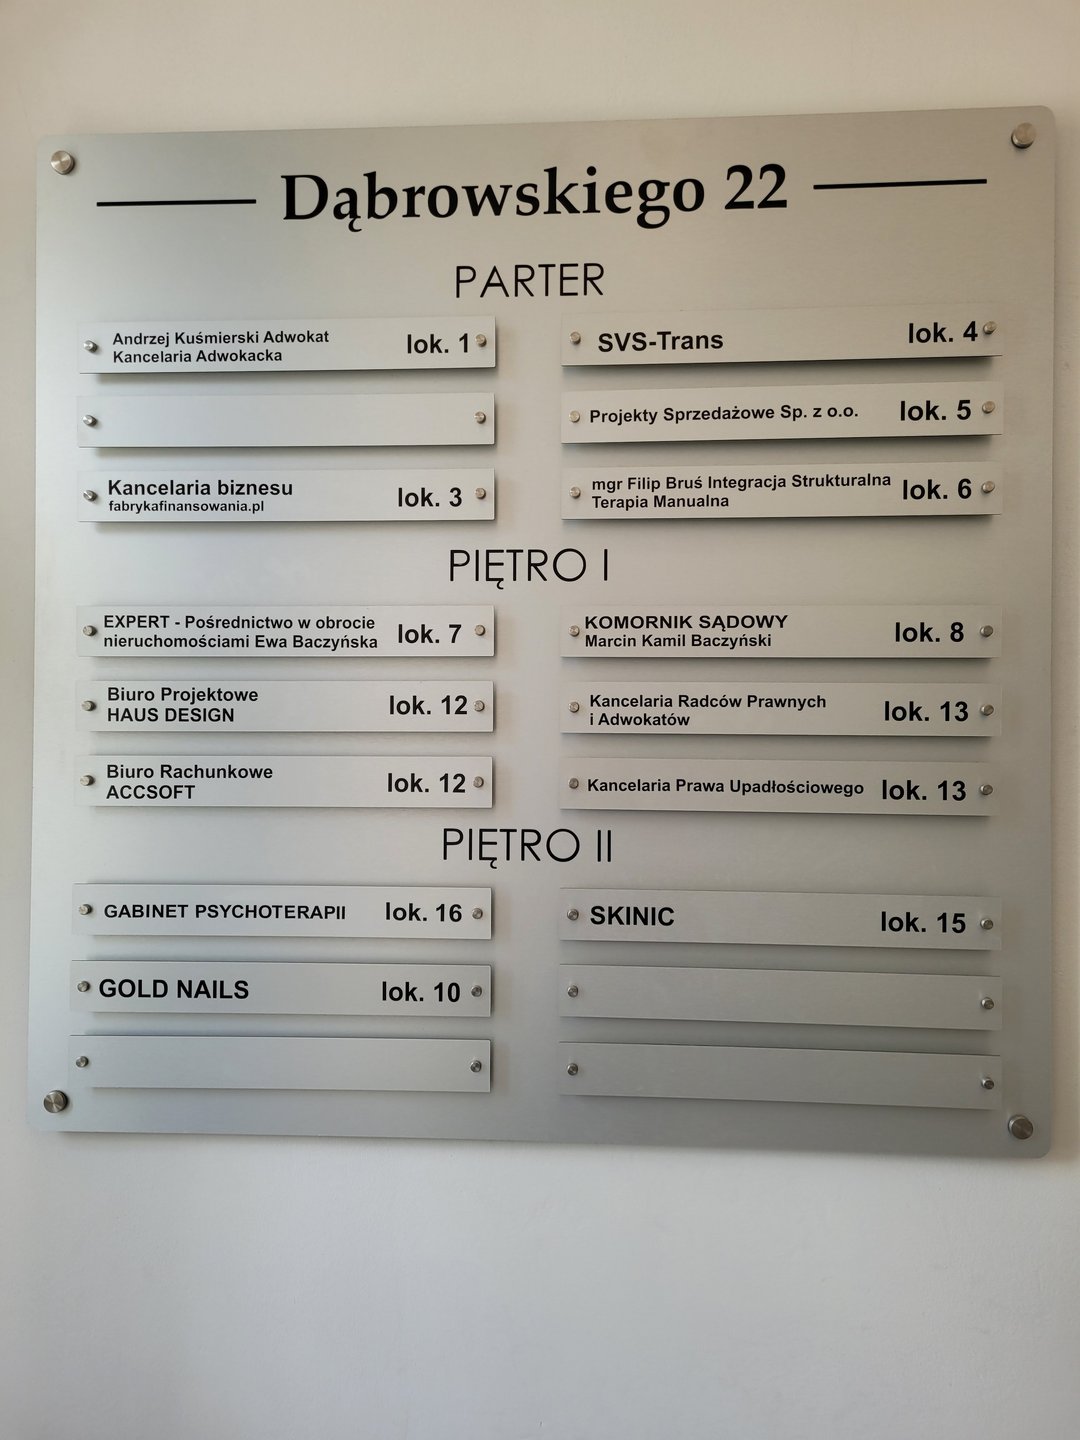 Dąbrowskiego 22
PARTER
Andrzej Kuśmierski Adwokat
Kancelaria Adwokacka
lok. 1
Kancelaria biznesu
fabrykafinansowania.pl
lok. 3
SVS-Trans
lok. 4
Projekty Sprzedażowe Sp. z o.o.
lok. 5
mgr Filip Bruś Integracja Strukturalna
Terapia Manualna
lok. 6
PIĘTRO I
EXPERT - Pośrednictwo w obrocie
nieruchomościami Ewa Baczyńska
lok. 7
Biuro Projektowe
HAUS DESIGN
lok. 12
Biuro Rachunkowe
ACCSOFT
lok. 12
KOMORNIK SĄDOWY
Marcin Kamil Baczyński
lok. 8
Kancelaria Radców Prawnych
i Adwokatów
lok. 13
Kancelaria Prawa Upadłościowego
lok. 13
PIĘTRO II
GABINET PSYCHOTERAPII
lok. 16
GOLD NAILS
lok. 10
SKINIC
lok. 15